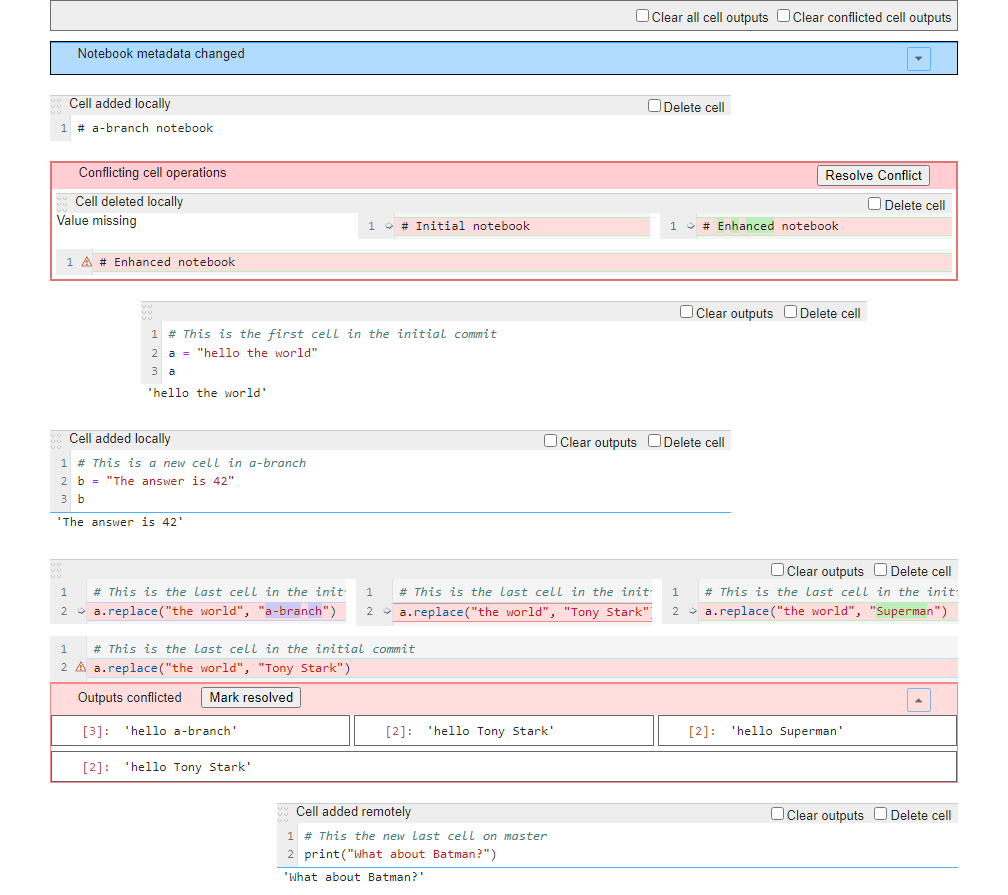 Clear all cell outputs Clear conflicted cell outputs
Notebook metadata changed
Cell added locally Delete cell
1 # a-branch notebook
Conflicting cell operations Resolve Conflict
Cell deleted locally Delete cell
Value missing 1 # Initial notebook 1 # Enhanced notebook
1 # Enhanced notebook
Clear outputs Delete cell
1 # This is the first cell in the initial commit
2 a = "hello the world"
3 a
'hello the world'
Cell added locally Clear outputs Delete cell
1 # This is a new cell in a-branch
2 b = "The answer is 42"
3 b
'The answer is 42'
Clear outputs Delete cell
1 # This is the last cell in the init 1 # This is the last cell in the init 1 # This is the last cell in the init
2 a.replace("the world", "a-branch") 2 a.replace("the world", "Tony Stark" 2 a.replace("the world", "Superman")
1 # This is the last cell in the initial commit
2 a.replace("the world", "Tony Stark")
Outputs conflicted Mark resolved
[3]: 'hello a-branch' [2]: 'hello Tony Stark' [2]: 'hello Superman'
[2]: 'hello Tony Stark'
Cell added remotely Clear outputs Delete cell
1 # This the new last cell on master
2 print("What about Batman?")
'What about Batman?'